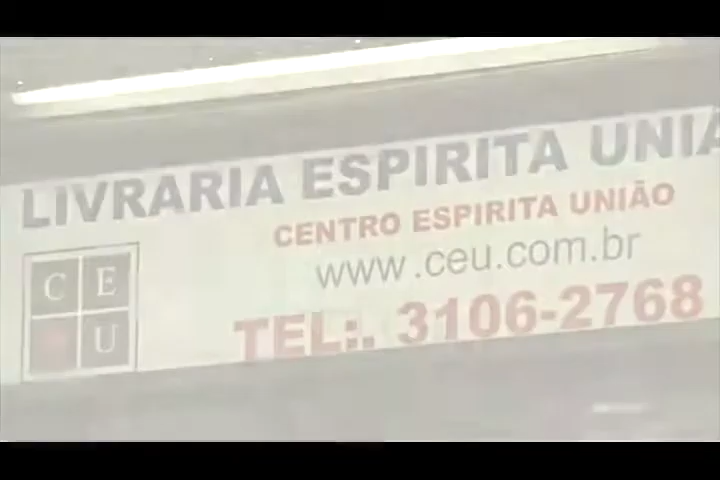 LIVRARIA ESPIRITA UNIÃ
CENTRO ESPIRITA UNIÃO
www.ceu.com.br
TEL:. 3106-2768
C E
U